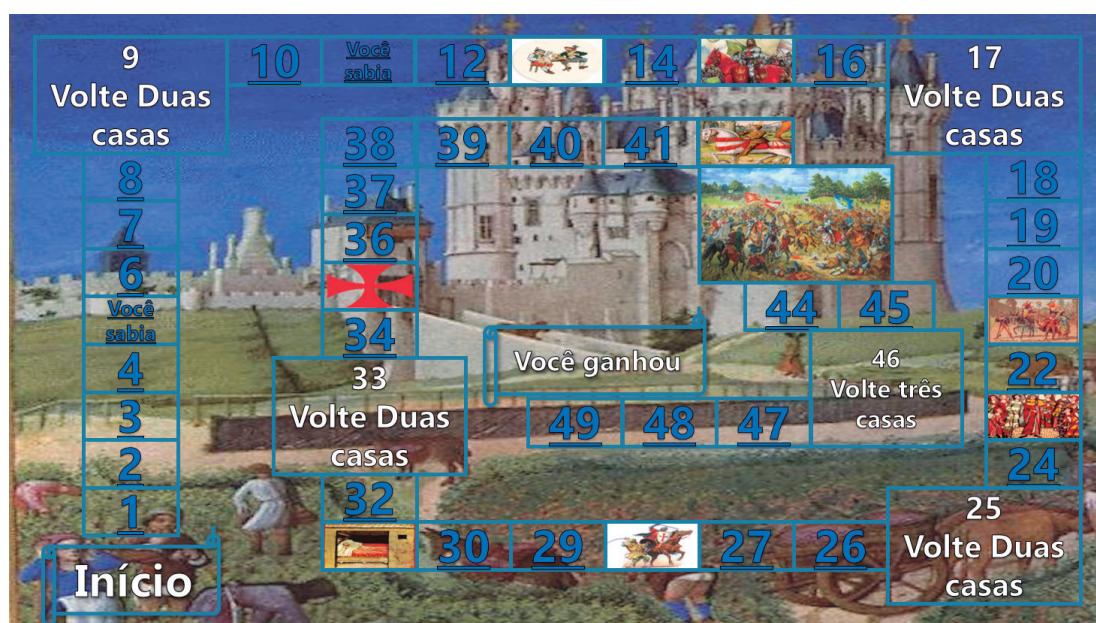 Início
1
2
3
4
Você
sabia
6
7
8
9
Volte Duas
casas
10
Você
sabia
12
14
16
17
Volte Duas
casas
18
19
20
22
24
25
Volte Duas
casas
26
27
29
30
32
33
Volte Duas
casas
34
36
37
38
39
40
41
44
45
46
Volte três
casas
47
48
49
Você ganhou